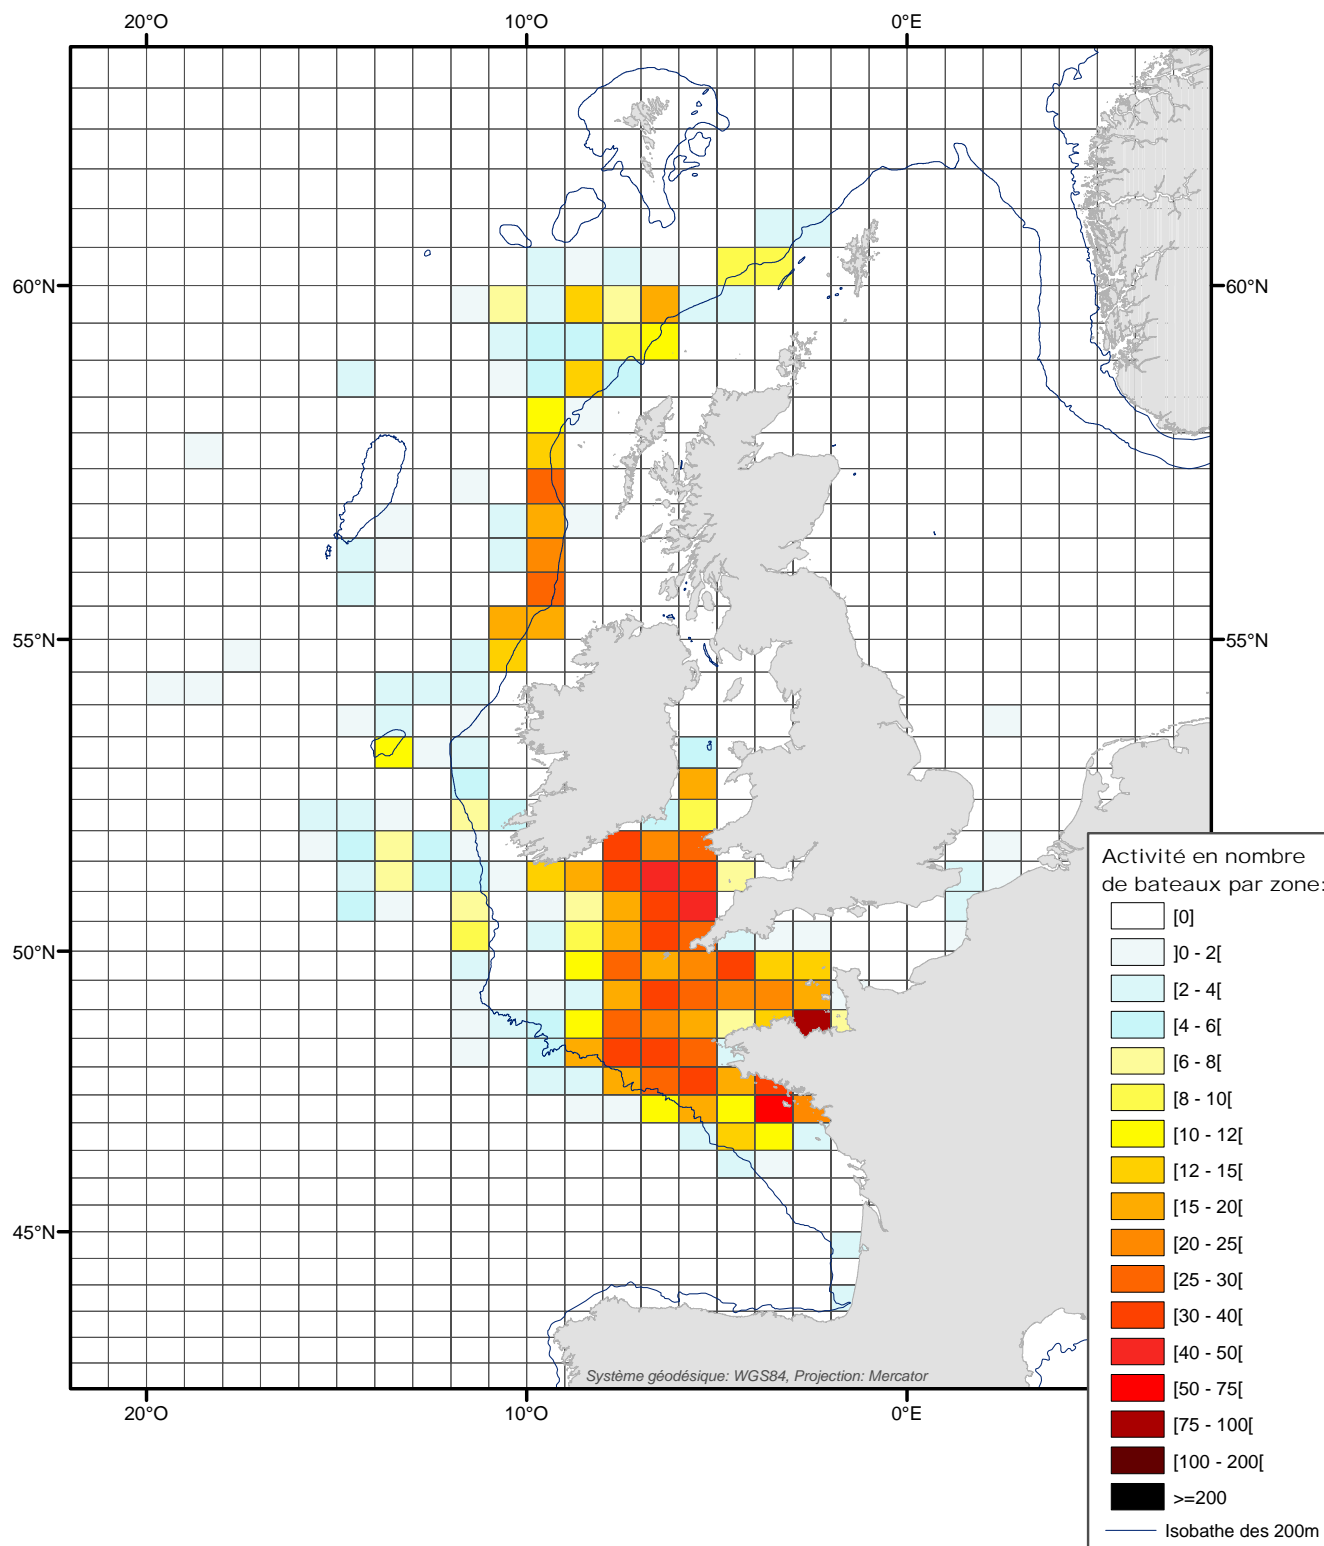 20°O 10°O 0°E
60°N 60°N
55°N 55°N
50°N
45°N
Système géodésique: WGS84, Projection: Mercator
20°O 10°O 0°E
Activité en nombre
de bateaux par zone:
[0]
]0 - 2[
[2 - 4[
[4 - 6[
[6 - 8[
[8 - 10[
[10 - 12[
[12 - 15[
[15 - 20[
[20 - 25[
[25 - 30[
[30 - 40[
[40 - 50[
[50 - 75[
[75 - 100[
[100 - 200[
>=200
Isobathe des 200m